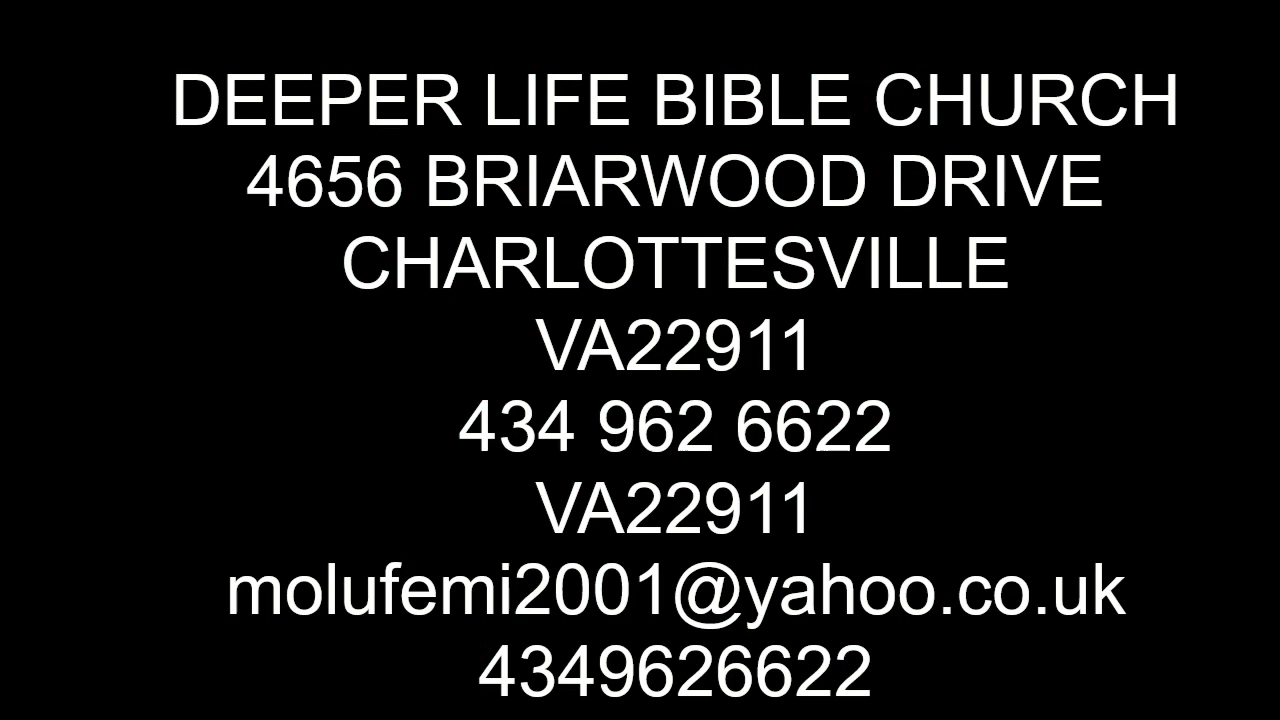 DEEPER LIFE BIBLE CHURCH
4656 BRIARWOOD DRIVE
CHARLOTTESVILLE
VA22911
434 962 6622
VA22911
molufemi2001@yahoo.co.uk
4349626622